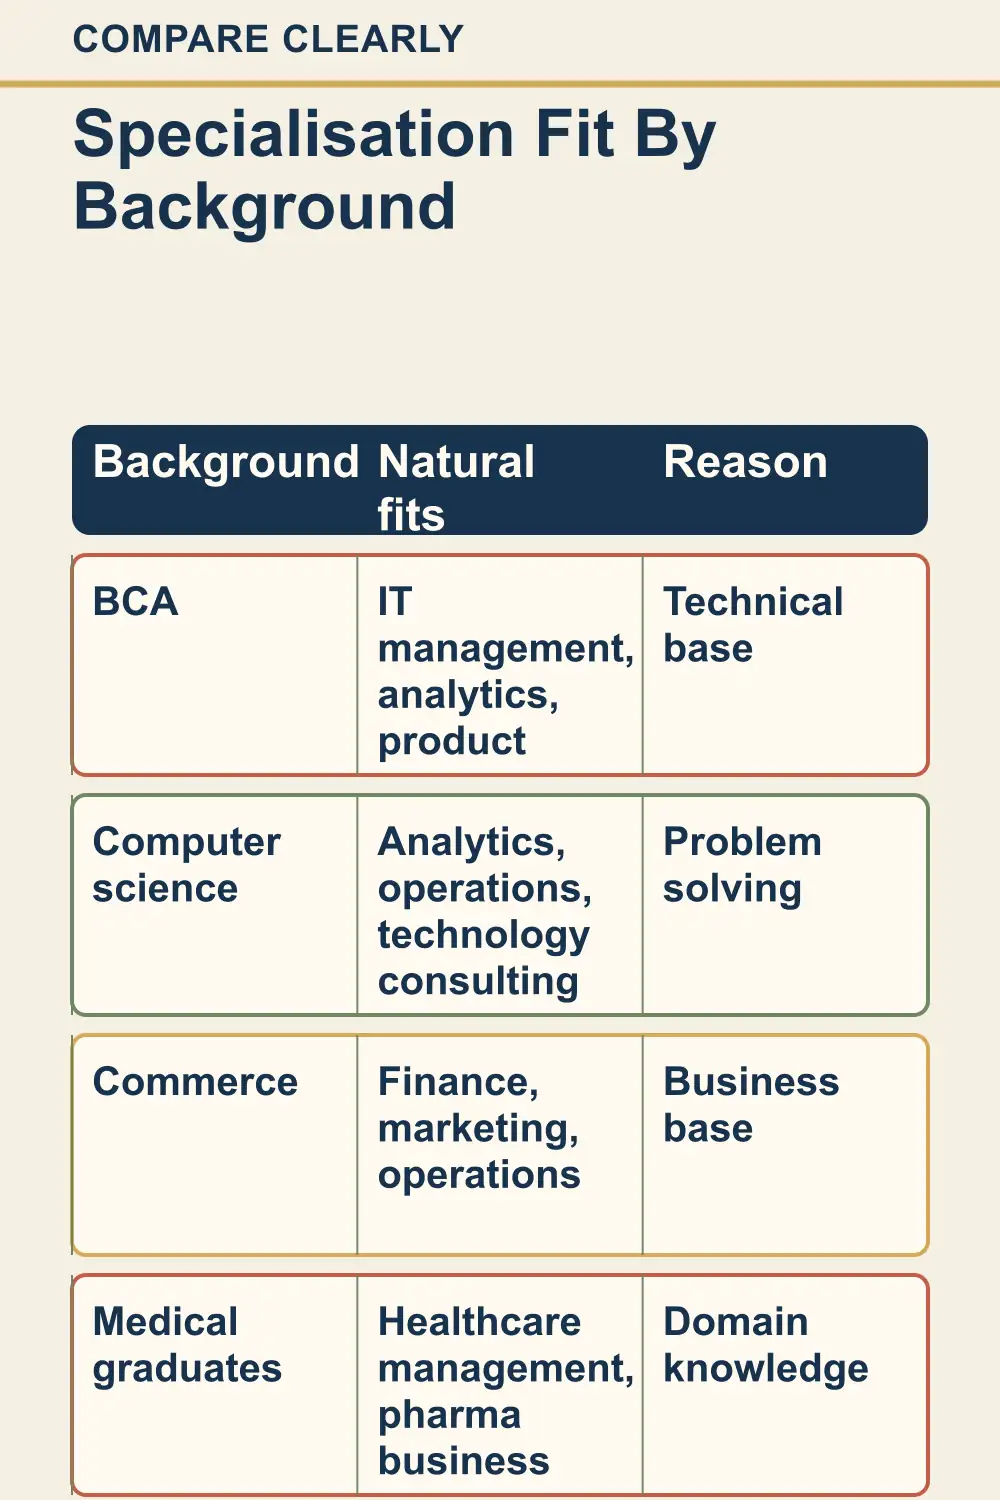 COMPARE CLEARLY
Specialisation Fit By
Background
Background Natural fits Reason
BCA
IT
management,
analytics,
product
Technical
base
Computer
science
Analytics,
operations,
technology
consulting
Problem
solving
Commerce
Finance,
marketing,
operations
Business
base
Medical
graduates
Healthcare
management,
pharma
business
Domain
knowledge